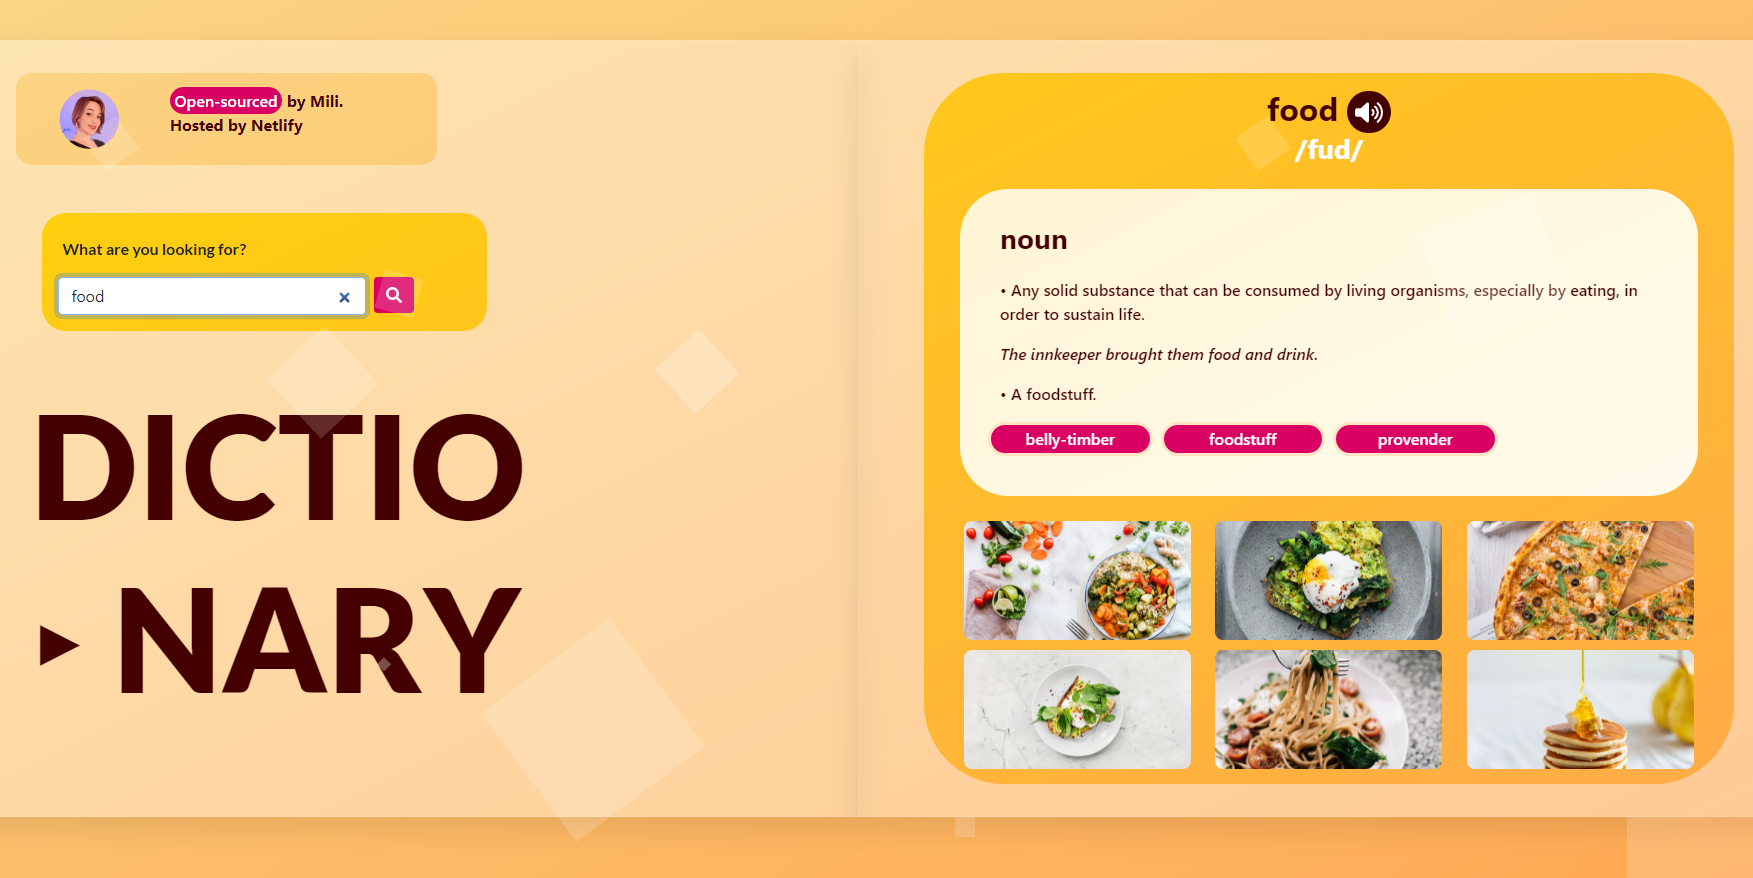 Open-sourced by Mili.
Hosted by Netlify
What are you looking for?
food
DICTIO
NARY
food
/fud/
noun
• Any solid substance that can be consumed by living organisms, especially by eating, in
order to sustain life.
The innkeeper brought them food and drink.
• A foodstuff.
belly-timber foodstuff provender